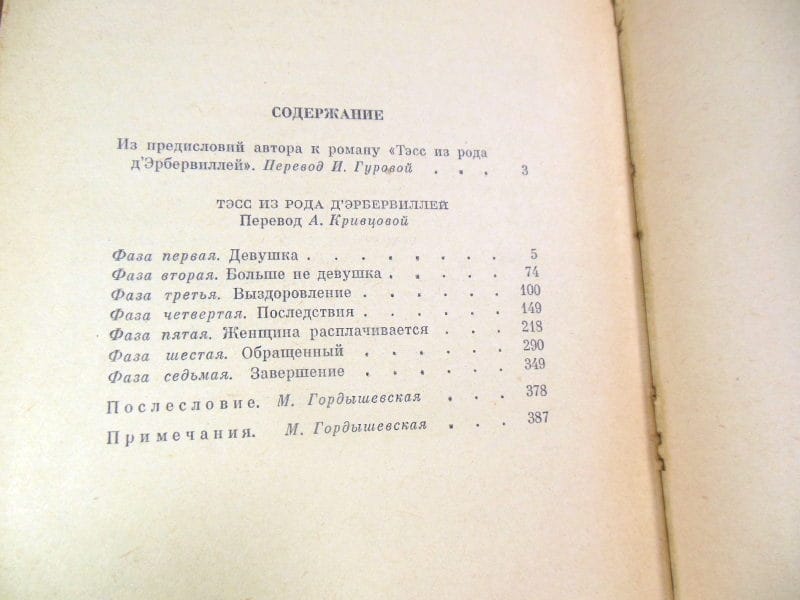 СОДЕРЖАНИЕ
Из предисловий автора к роману «Тэсс из рода
д'Эрбервиллей». Перевод И. Гуровой . . . 3
ТЭСС ИЗ РОДА Д'ЭРБЕРВИЛЛЕЙ
Перевод А. Кривцовой
Фаза первая. Девушка . . . . . . . . 5
Фаза вторая. Больше не девушка . . . . . 74
Фаза третья. Выздоровление . . . . . . 100
Фаза четвертая. Последствия . . . . . . 149
Фаза пятая. Женщина расплачивается . . . 218
Фаза шестая. Обращенный . . . . . . 290
Фаза седьмая. Завершение . . . . . . 349
Послесловие. М. Гордышевская . . . 378
Примечания. М. Гордышевская . . . 387